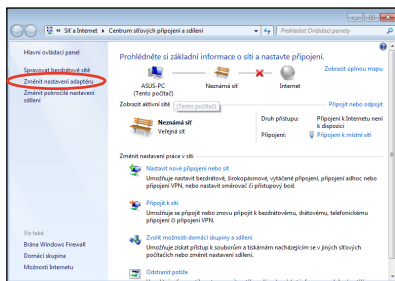 « Síť a Internet ▸ Centrum síťových připojení a sdílení
Prohledat Ovládací panely
Hlavní ovládací panel
Spravovat bezdrátové sítě
Změnit nastavení adaptéru
Změnit pokročilé nastavení
sdílení
Prohlédněte si základní informace o síti a nastavte připojení.
Zobrazit úplnou mapu
ASUS-PC
(Tento počítač)
Neznámá síť
Internet
Zobrazit aktivní sítě
(Tento počítač)
Připojit nebo odpojit
Neznámá síť
Veřejná síť
Druh přístupu:
Připojení k Internetu není
k dispozici
Připojení:
Připojení k místní síti
Změnit nastavení práce v síti
Nastavit nové připojení nebo síť
Umožňuje nastavit bezdrátové, širokopásmové, vytáčené připojení, připojení adhoc nebo
připojení VPN, nebo nastavit směrovač či přístupový bod.
Připojit k síti
Umožňuje se připojit nebo znovu připojit k bezdrátovému, drátovému, telefonickému
připojení či připojení VPN.
Zvolit možnosti domácí skupiny a sdílení
Umožňuje získat přístup k souborům a tiskárnám nacházejícím se v jiných síťových
počítačích nebo změnit nastavení sdílení.
Odstranit potíže
Viz také
Brána Windows Firewall
Domácí skupina
Možnosti Internetu